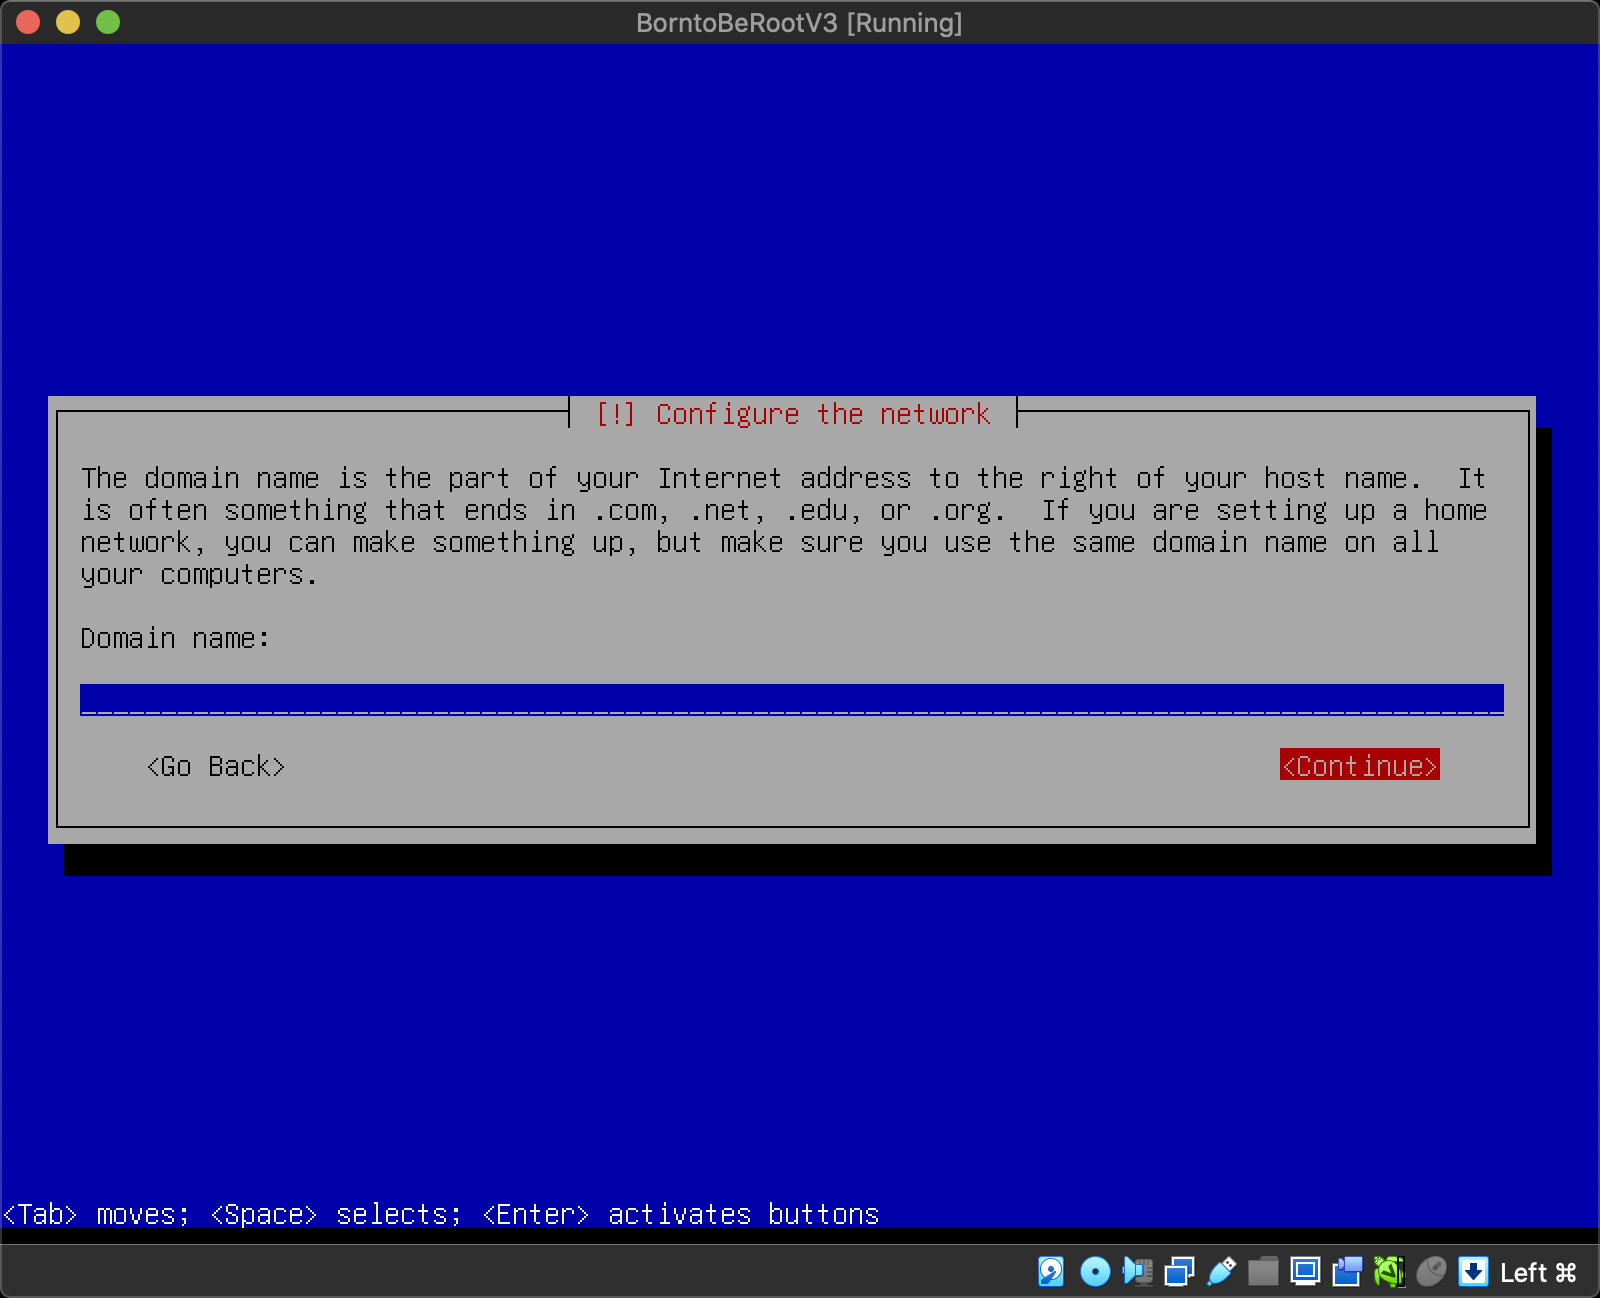 BorntoBeRootV3 [Running]
[!] Configure the network
The domain name is the part of your Internet address to the right of your host name.  It
is often something that ends in .com, .net, .edu, or .org.  If you are setting up a home
network, you can make something up, but make sure you use the same domain name on all
your computers.
Domain name:
<Go Back> <Continue>
<Tab> moves; <Space> selects; <Enter> activates buttons
Left ⌘